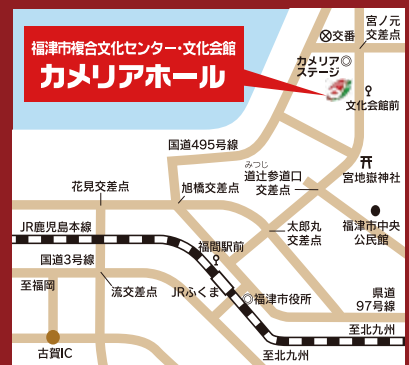 福津市複合文化センター・文化会館
カメリアホール
宮ノ元
交差点
交番
カメリア
ステージ
文化会館前
国道495号線
みつじ
道辻参道口
交差点
宮地嶽神社
花見交差点
旭橋交差点
太郎丸
交差点
福津市中央
公民館
JR鹿児島本線
福間駅前
国道3号線
至福岡
流交差点
JRふくま
福津市役所
県道
97号線
至北九州
古賀IC
至北九州